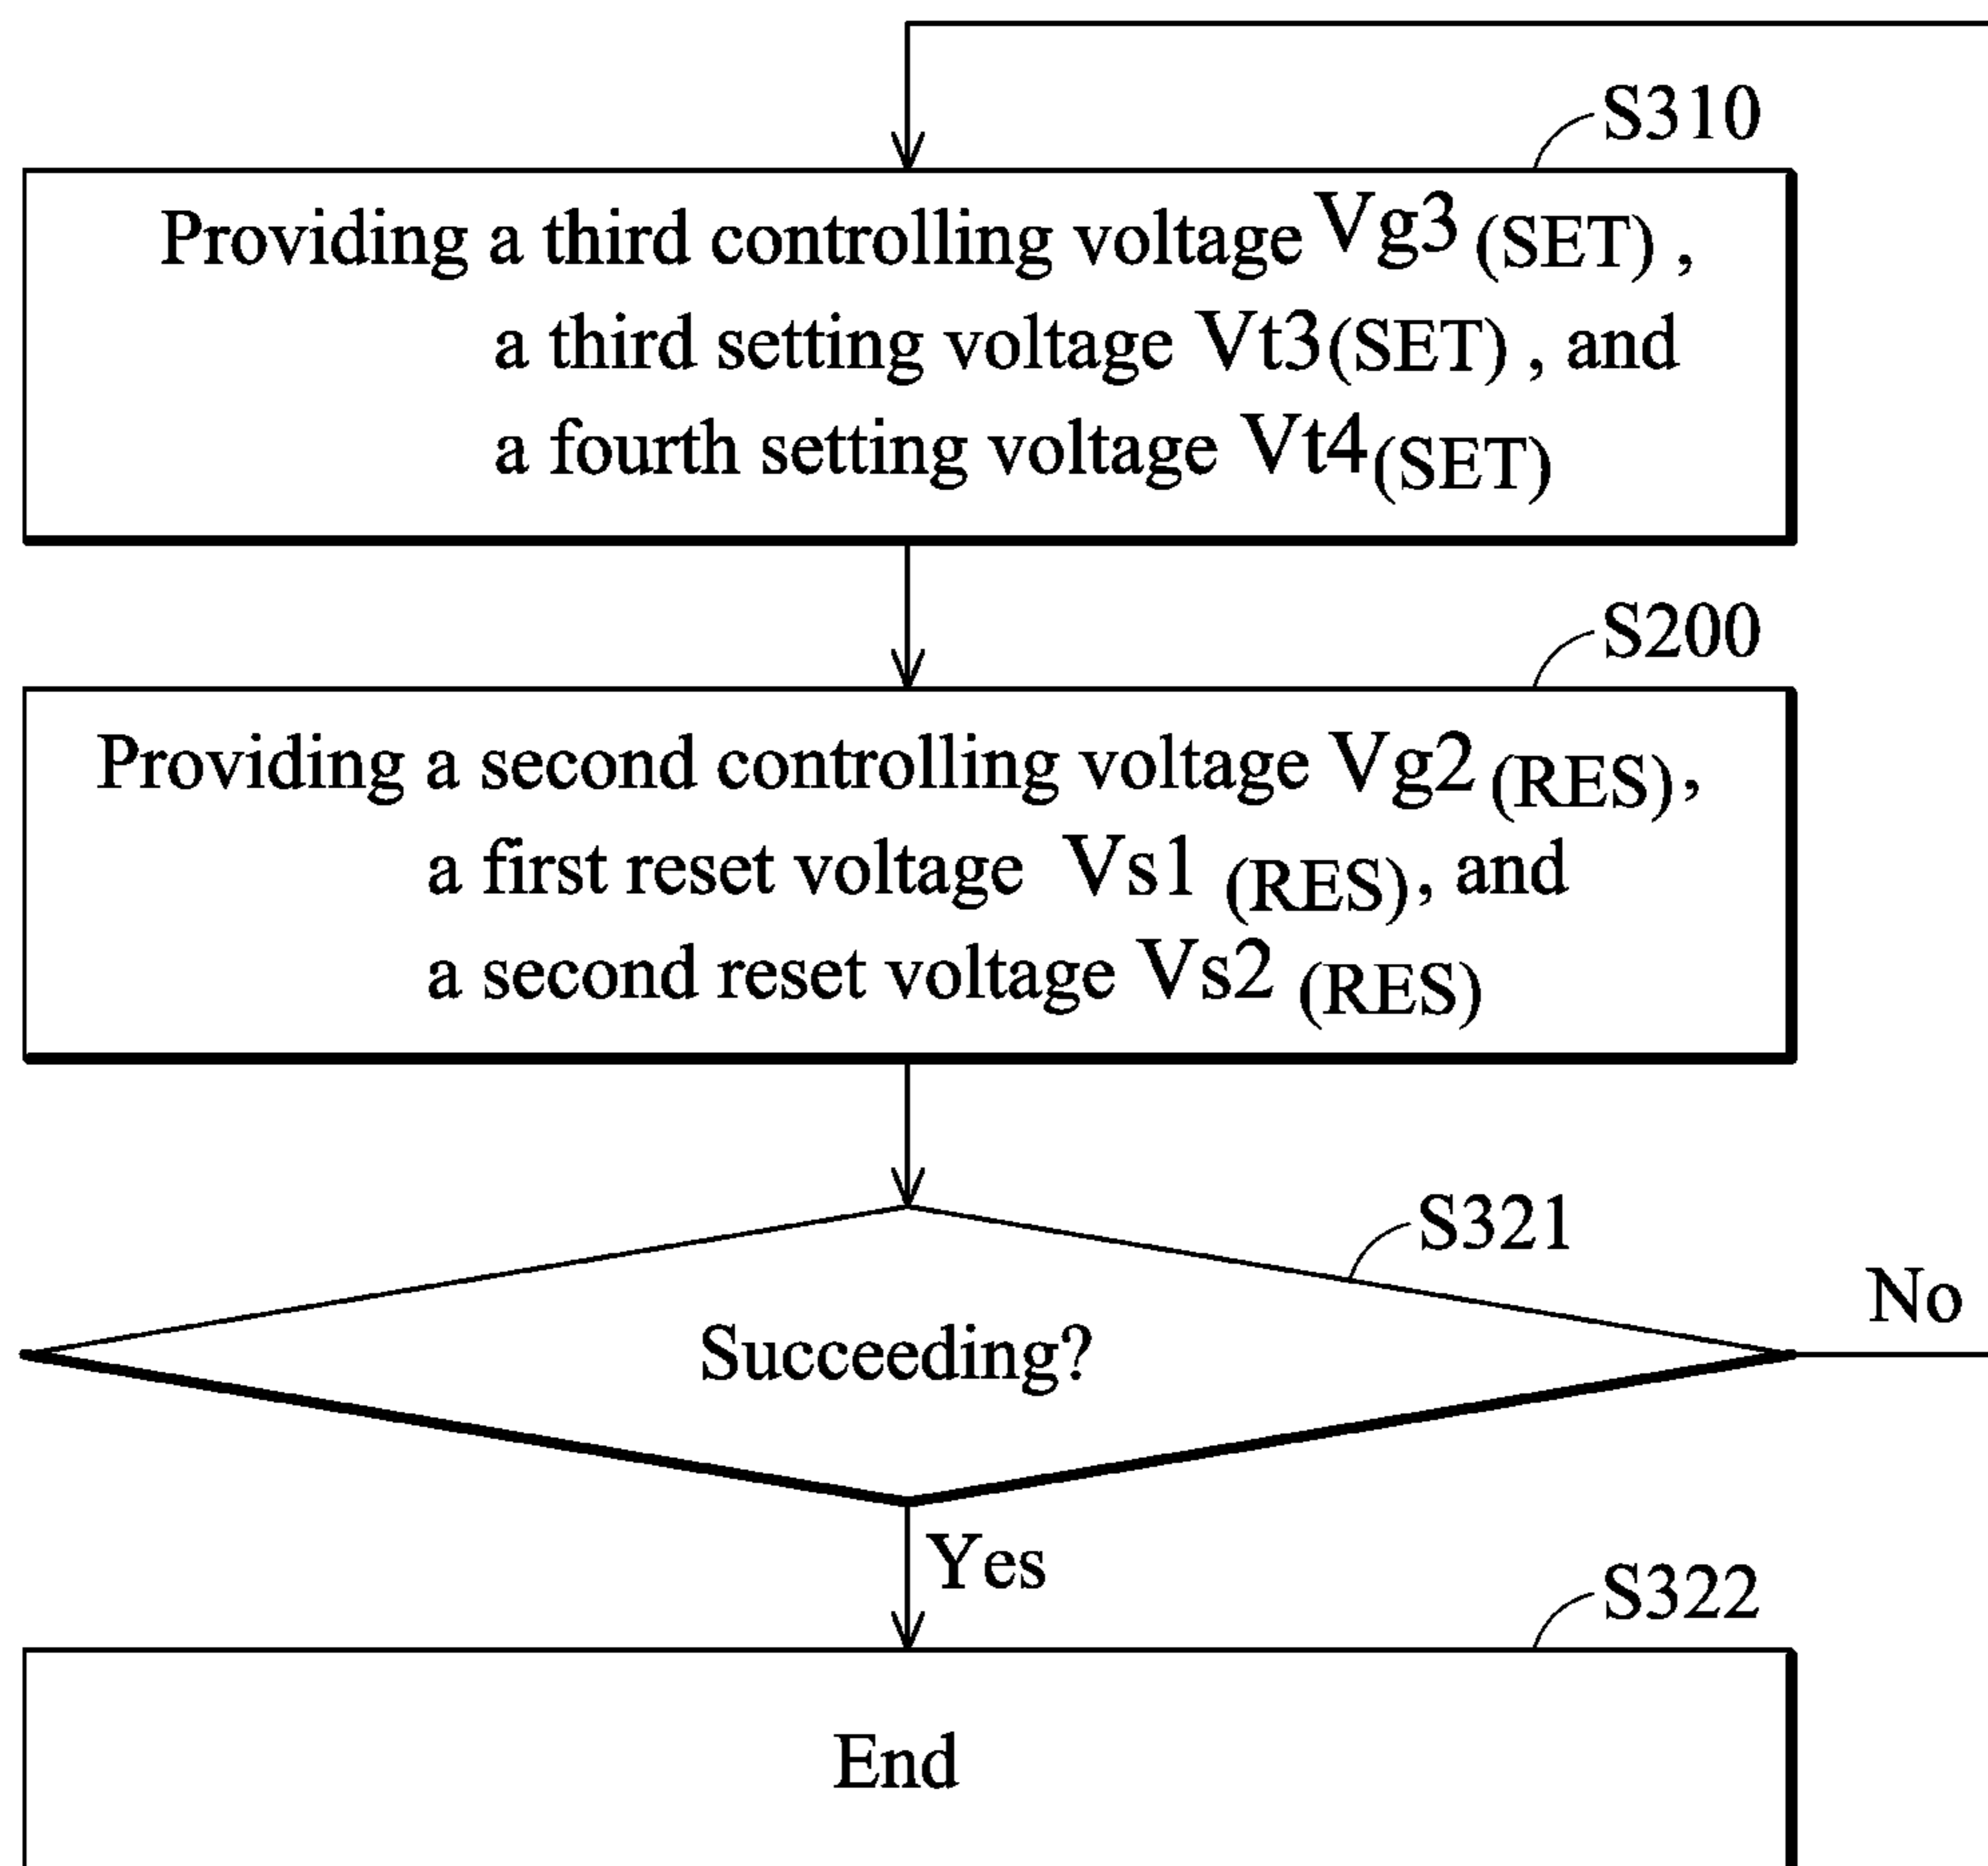 S310
Providing a third controlling voltage Vg3 (SET) ,
a third setting voltage Vt3(SET) , and
a fourth setting voltage Vt4(SET)
S200
Providing a second controlling voltage Vg2 (RES),
a first reset voltage Vs1 (RES), and
a second reset voltage Vs2 (RES)
S321
No
Succeeding?
Yes
S322
End